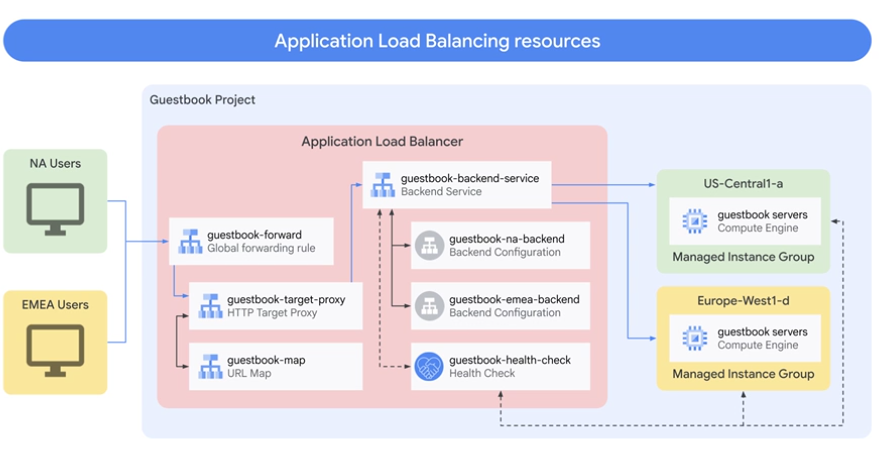 Application Load Balancing resources
Guestbook Project
Application Load Balancer
NA Users
EMEA Users
guestbook-forward
Global forwarding rule
guestbook-target-proxy
HTTP Target Proxy
guestbook-map
URL Map
guestbook-backend-service
Backend Service
guestbook-na-backend
Backend Configuration
guestbook-emea-backend
Backend Configuration
guestbook-health-check
Health Check
US-Central1-a
guestbook servers
Compute Engine
Managed Instance Group
Europe-West1-d
guestbook servers
Compute Engine
Managed Instance Group